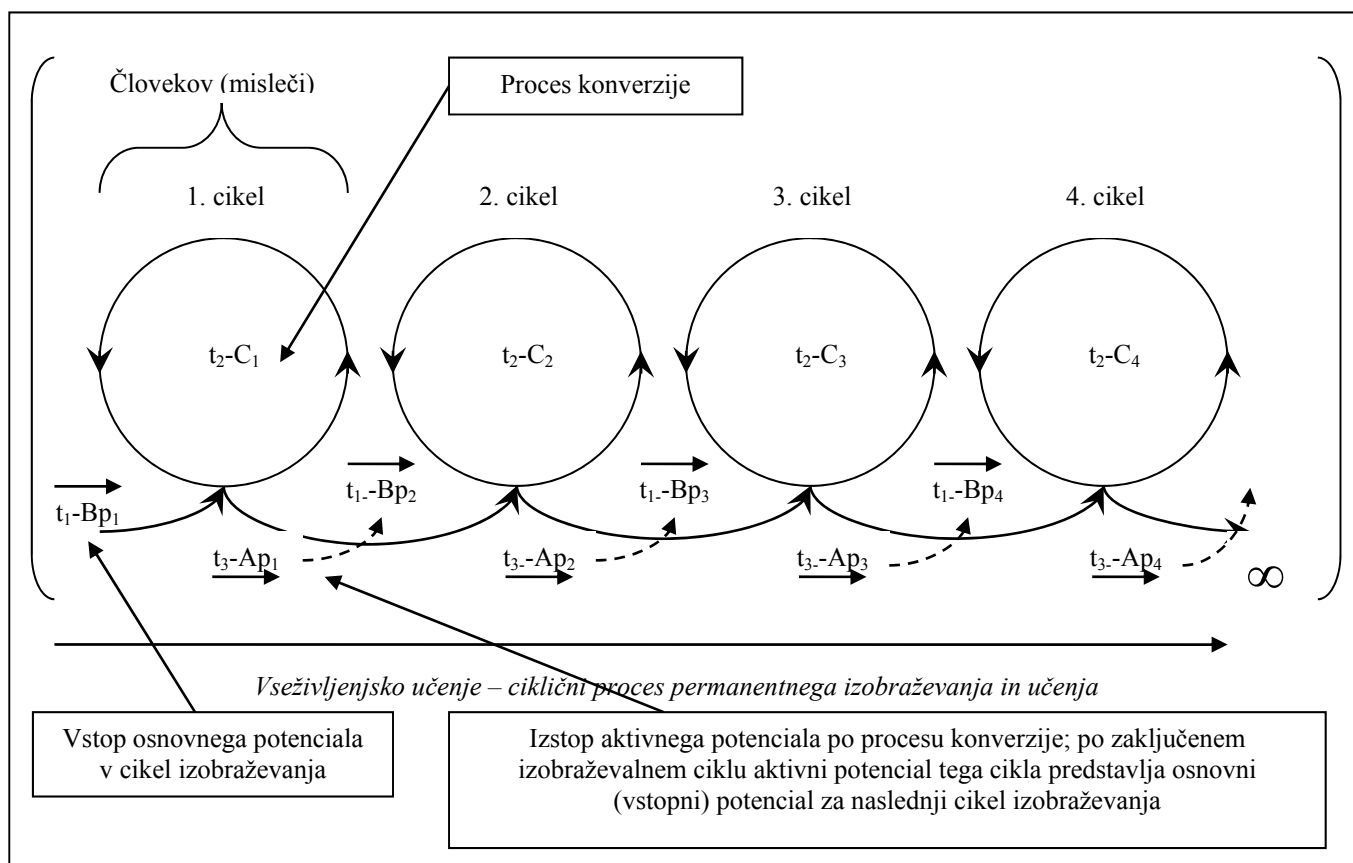 Človekov (misleči)
Proces konverzije
1. cikel
2. cikel
3. cikel
4. cikel
t₂-C₁
t₂-C₂
t₂-C₃
t₂-C₄
t₁-Bp₁
t₁₋-Bp₂
t₁₋-Bp₃
t₁₋-Bp₄
t₃-Ap₁
t₃₋-Ap₂
t₃₋-Ap₃
t₃₋-Ap₄
∞
Vseživljenjsko učenje – ciklični proces permanentnega izobraževanja in učenja
Vstop osnovnega potenciala
v cikel izobraževanja
Izstop aktivnega potenciala po procesu konverzije; po zaključenem
izobraževalnem ciklu aktivni potencial tega cikla predstavlja osnovni
(vstopni) potencial za naslednji cikel izobraževanja